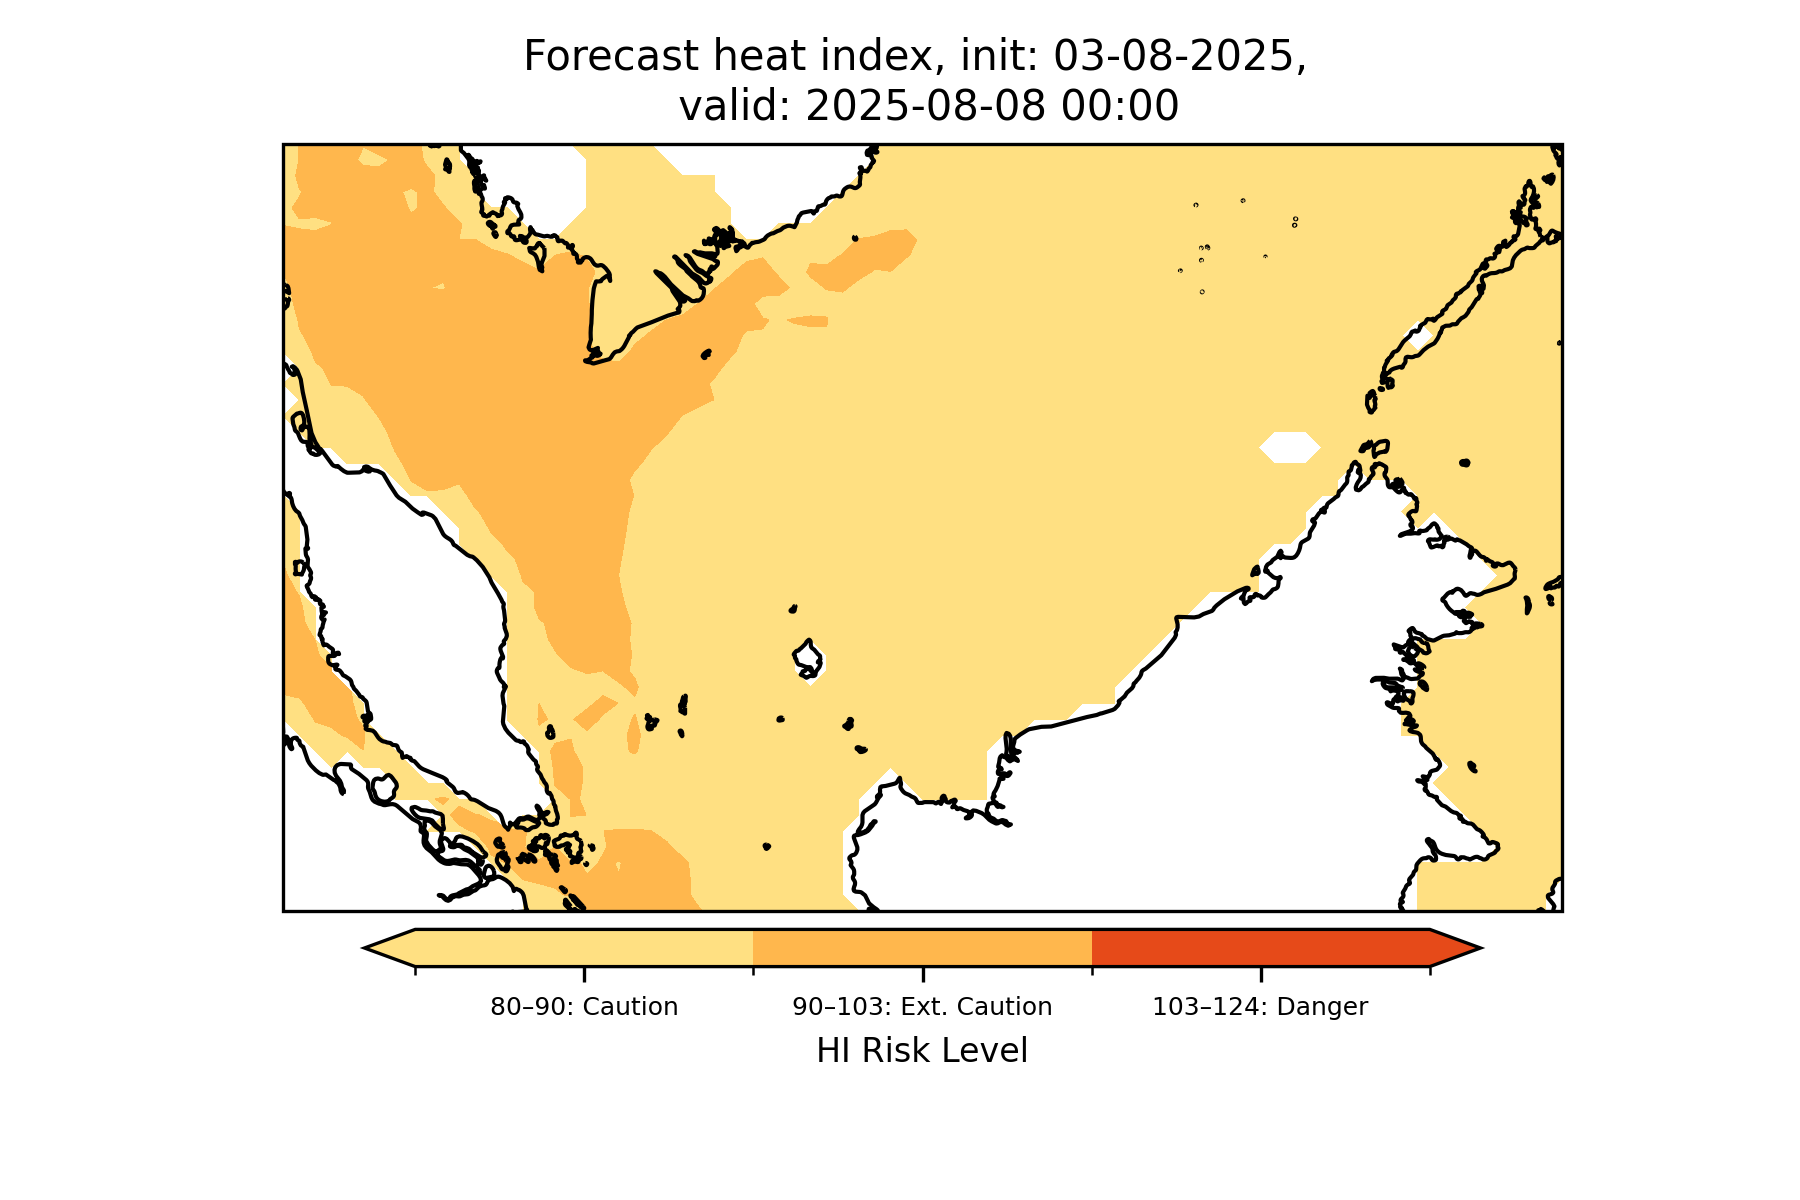 Forecast heat index, init: 03-08-2025,
valid: 2025-08-08 00:00
80–90: Caution
90–103: Ext. Caution
103–124: Danger
HI Risk Level